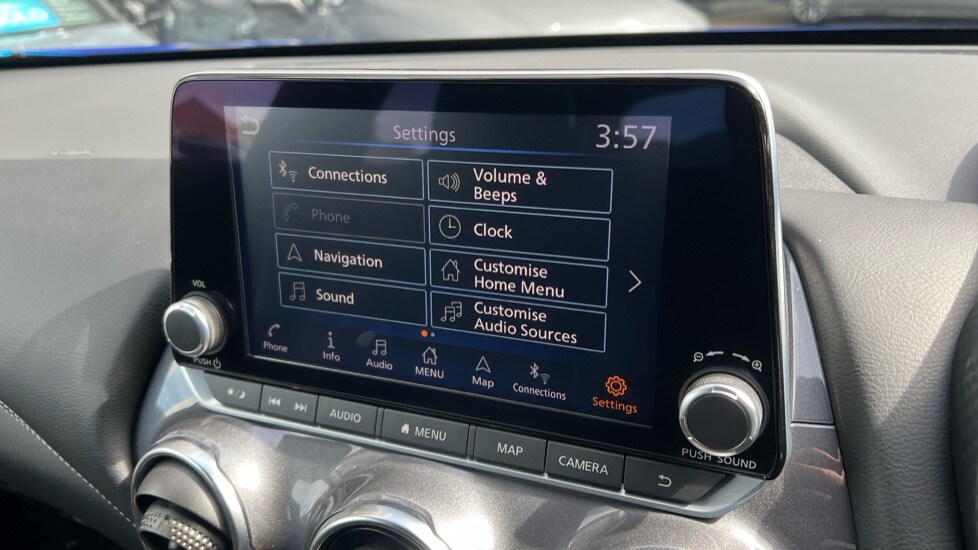 Settings
3:57
Connections
Volume &
Beeps
Phone
Clock
Navigation
Customise
Home Menu
Sound
Customise
Audio Sources
Phone
Info
Audio
MENU
Map
Connections
Settings
VOL
PUSH
PUSH SOUND
AUDIO
MENU
MAP
CAMERA